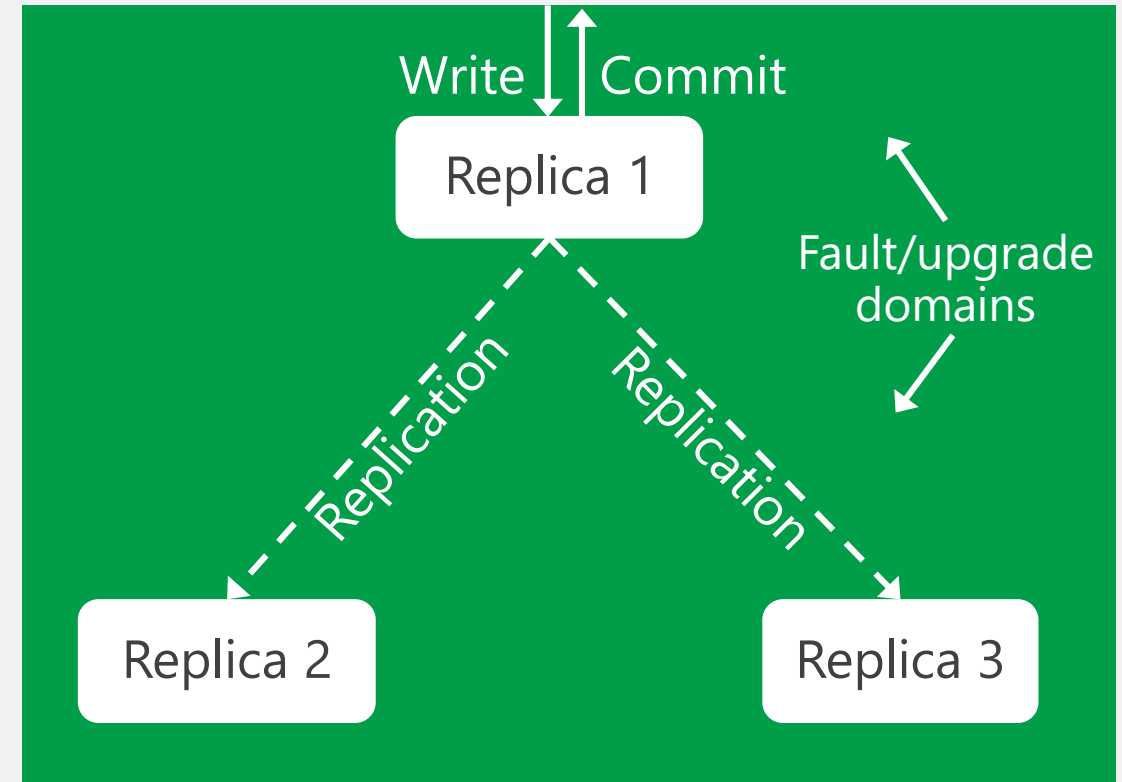 Write
Commit
Replica 1
Fault/upgrade
domains
Replication
Replication
Replica 2
Replica 3